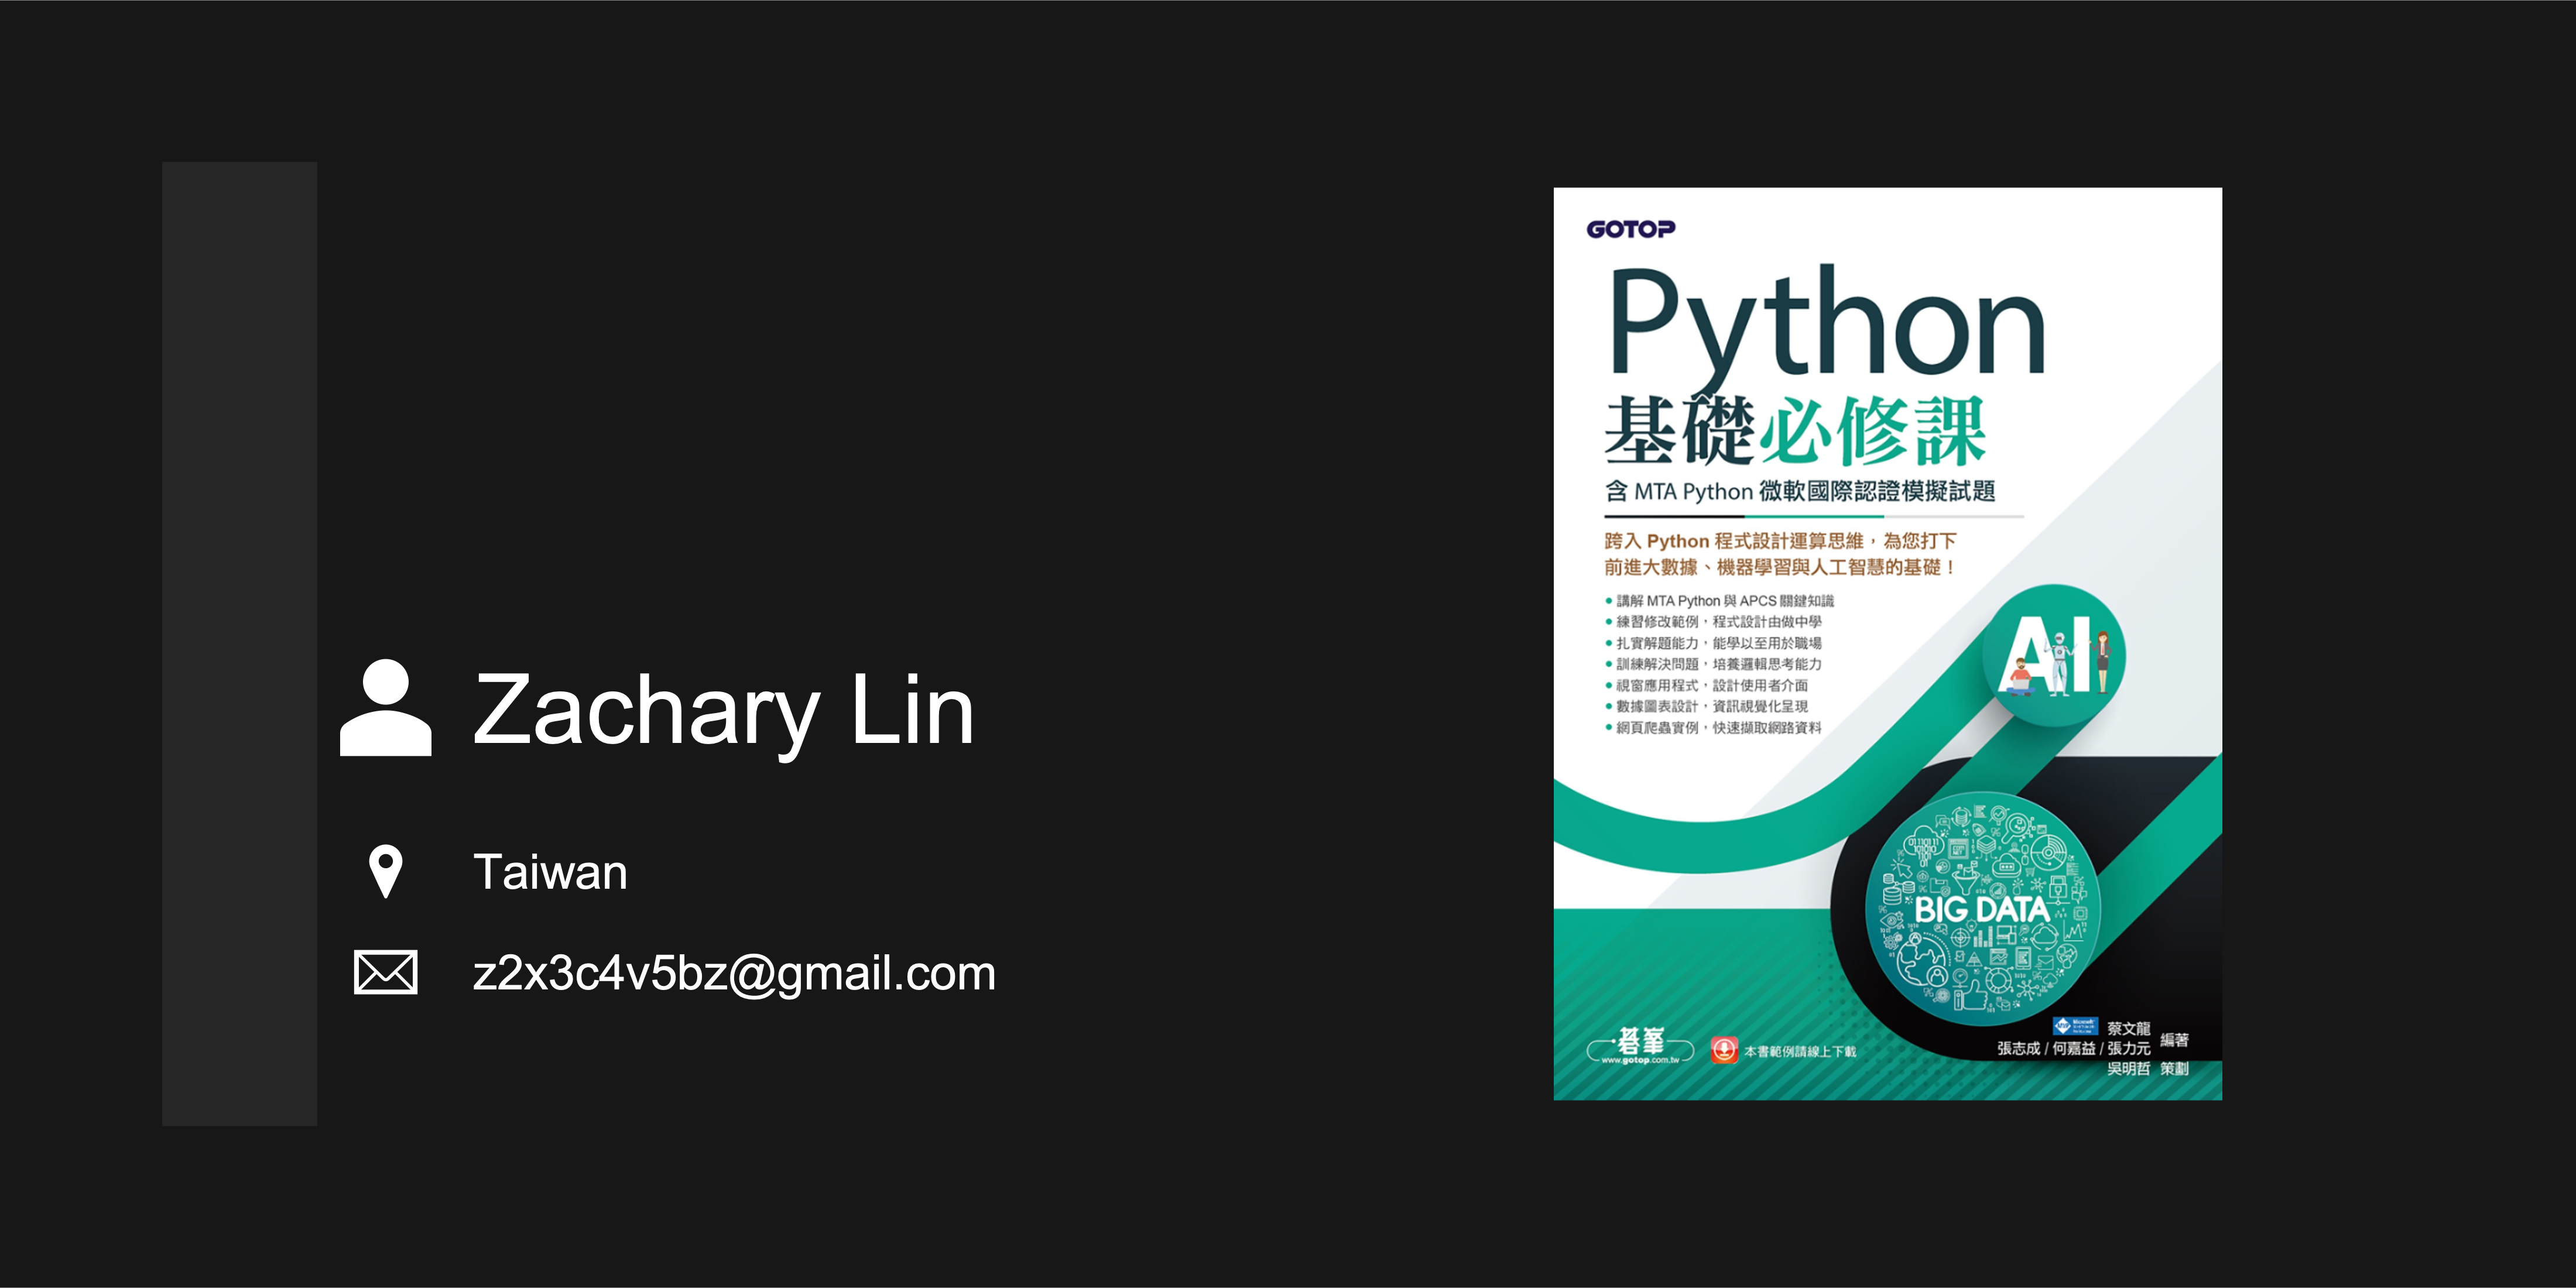 Zachary Lin
Taiwan
z2x3c4v5bz@gmail.com
GOTOP
Python
基礎必修課
含 MTA Python 微軟國際認證模擬試題
跨入 Python 程式設計運算思維，為您打下
前進大數據、機器學習與人工智慧的基礎！
• 講解 MTA Python 與 APCS 關鍵知識
• 練習修改範例，程式設計由做中學
• 扎實解題能力，能學以至用於職場
• 訓練解決問題，培養邏輯思考能力
• 視窗應用程式，設計使用者介面
• 數據圖表設計，資訊視覺化呈現
• 網頁爬蟲實例，快速擷取網路資料
AI
BIG DATA
碁峯
www.gotop.com.tw
本書範例請線上下載
蔡文龍
張志成 / 何嘉益 / 張力元 編著
吳明哲 策劃